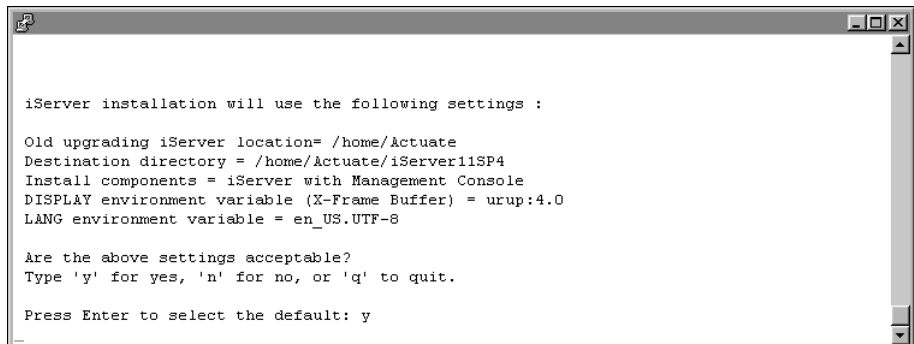 iServer installation will use the following settings :
Old upgrading iServer location= /home/Actuate
Destination directory = /home/Actuate/iServer11SP4
Install components = iServer with Management Console
DISPLAY environment variable (X-Frame Buffer) = urup:4.0
LANG environment variable = en_US.UTF-8
Are the above settings acceptable?
Type 'y' for yes, 'n' for no, or 'q' to quit.
Press Enter to select the default: y